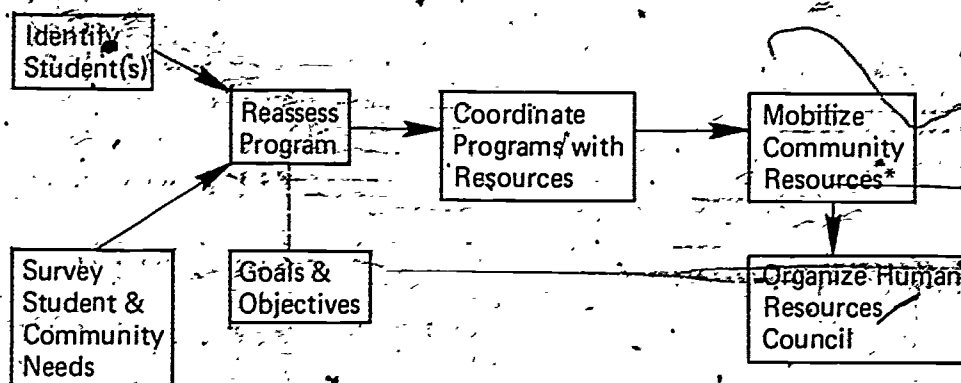 Identify
Student(s)
Reassess
Program
Coordinate
Programs with
Resources
Mobilize
Community
Resources*
Survey
Student &
Community
Needs
Goals &
Objectives
Organize Human
Resources
Council